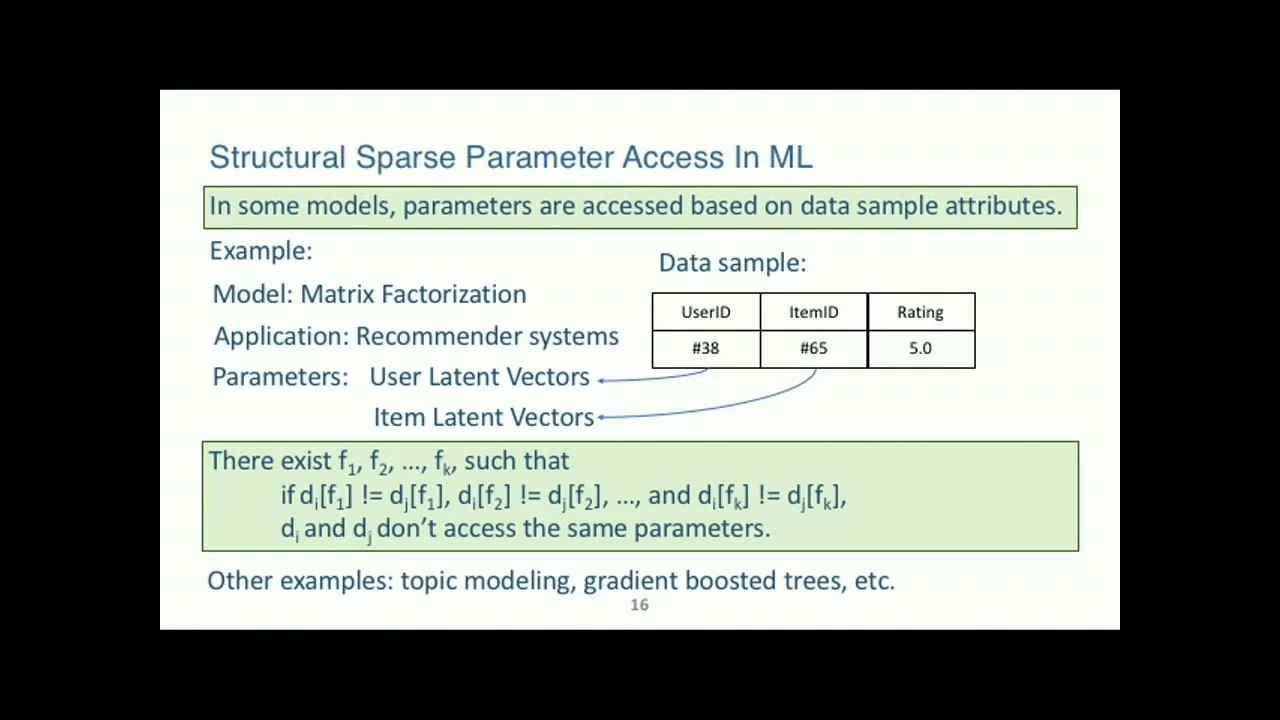 Structural Sparse Parameter Access In ML
In some models, parameters are accessed based on data sample attributes.
Example:
Model: Matrix Factorization
Application: Recommender systems
Parameters: User Latent Vectors
Item Latent Vectors
Data sample:
UserID ItemID Rating
#38 #65 5.0
There exist f1, f2, ..., fk, such that
if di[f1] != dj[f1], di[f2] != dj[f2], ..., and di[fk] != dj[fk],
di and dj don't access the same parameters.
Other examples: topic modeling, gradient boosted trees, etc.
16